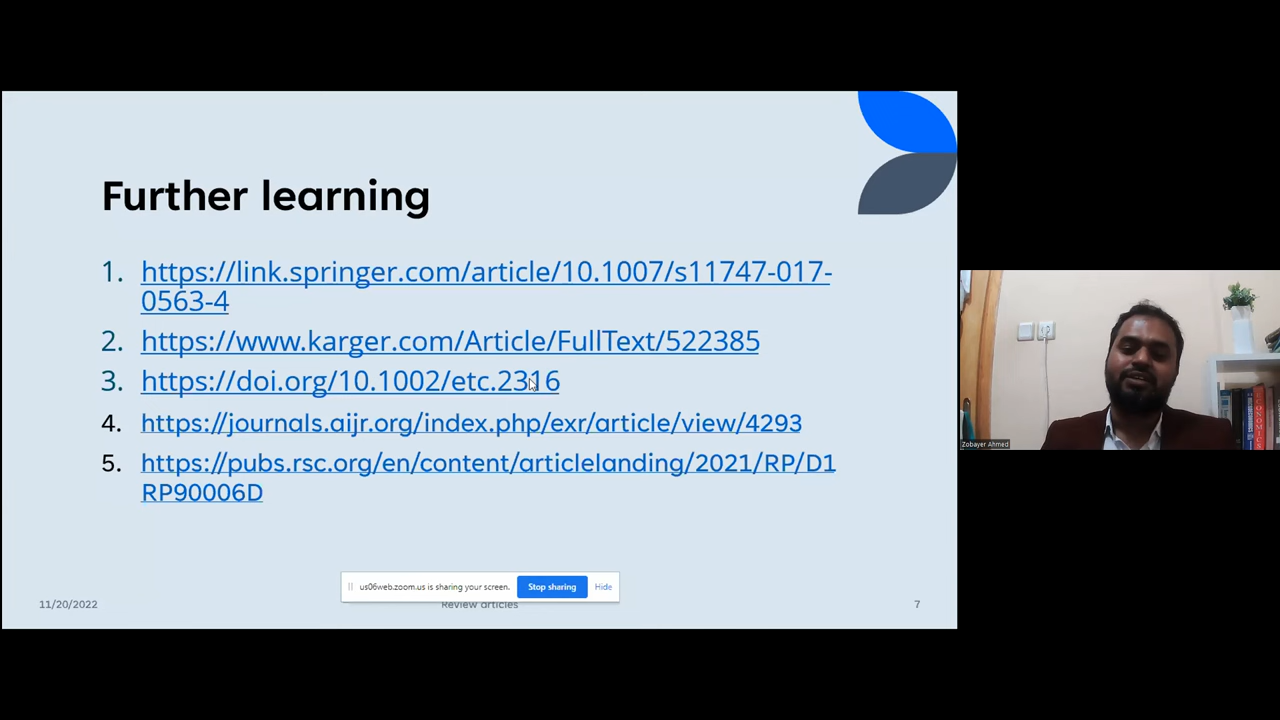 Further learning
1. https://link.springer.com/article/10.1007/s11747-017-
0563-4
2. https://www.karger.com/Article/FullText/522385
3. https://doi.org/10.1002/etc.2316
4. https://journals.aijr.org/index.php/exr/article/view/4293
5. https://pubs.rsc.org/en/content/articlelanding/2021/RP/D1
RP90006D
us06web.zoom.us is sharing your screen. Stop sharing Hide
11/20/2022 Review articles 7
Zobayer Ahmed
ECONOMICS